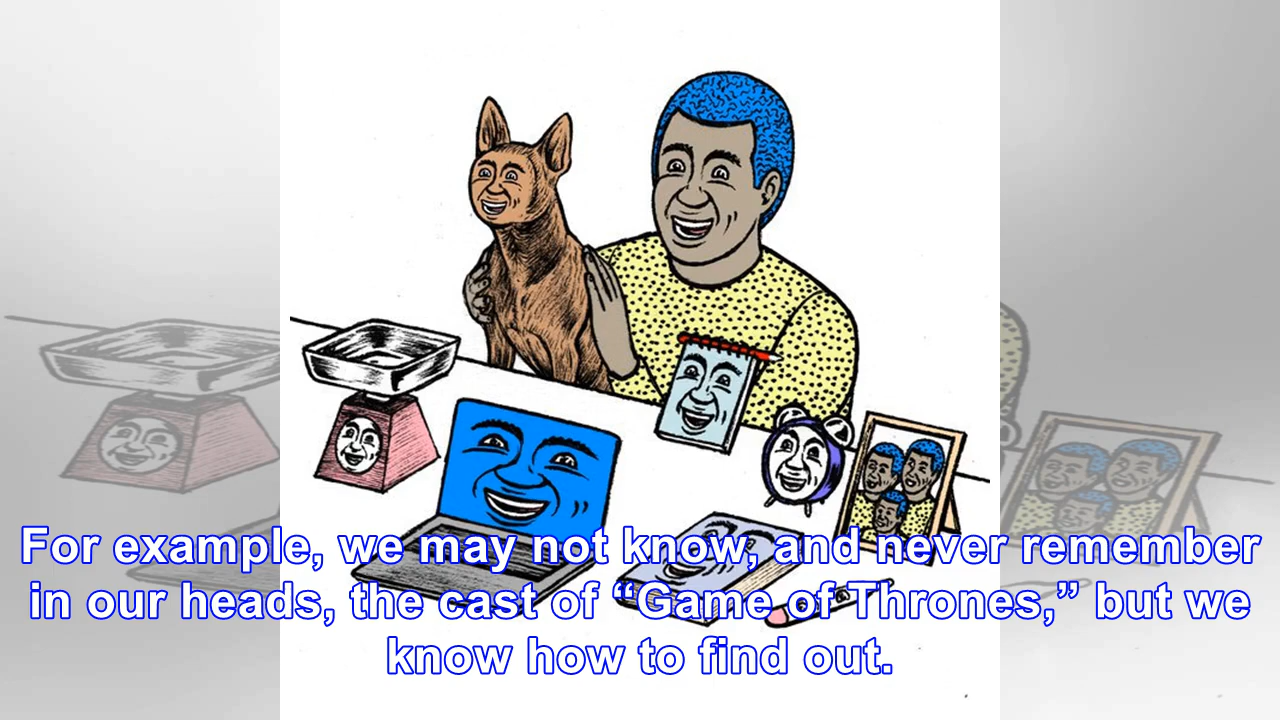 For example, we may not know, and never remember
in our heads, the cast of “Game of Thrones,” but we
know how to find out.